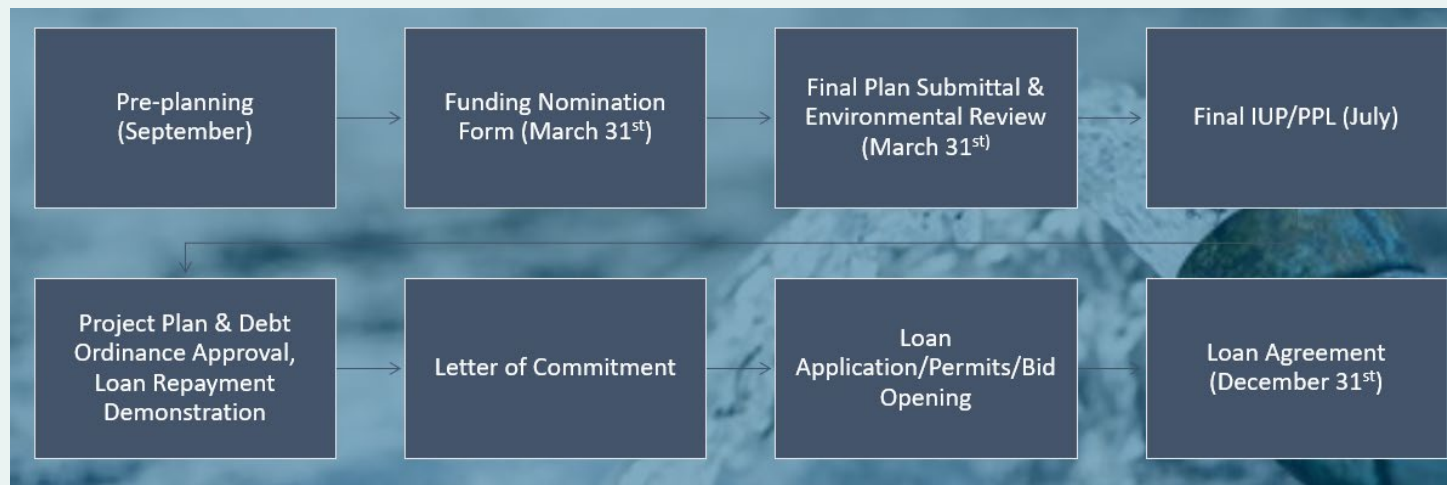 Pre-planning
(September)
Funding Nomination
Form (March 31st)
Final Plan Submittal &
Environmental Review
(March 31st)
Final IUP/PPL (July)
Project Plan & Debt
Ordinance Approval,
Loan Repayment
Demonstration
Letter of Commitment
Loan
Application/Permits/Bid
Opening
Loan Agreement
(December 31st)